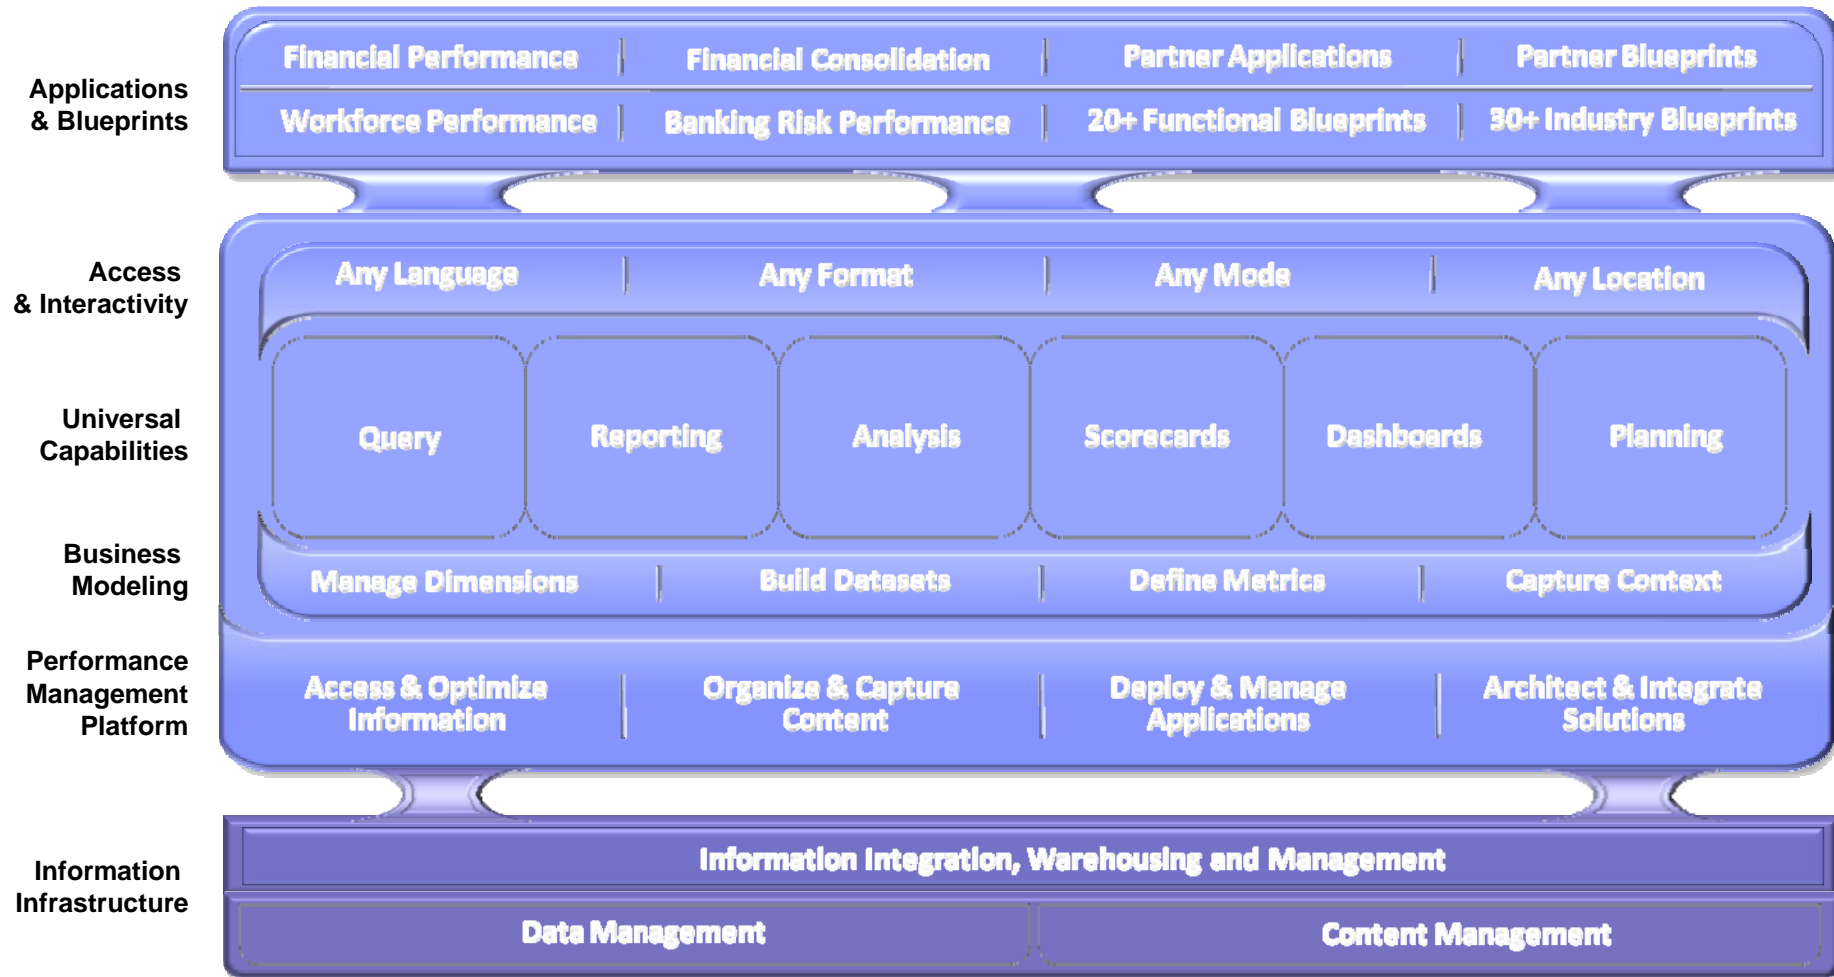 Applications
& Blueprints
Financial Performance
Financial Consolidation
Partner Applications
Partner Blueprints
Workforce Performance
Banking Risk Performance
20+ Functional Blueprints
30+ Industry Blueprints
Access
& Interactivity
Any Language
Any Format
Any Mode
Any Location
Universal
Capabilities
Query
Reporting
Analysis
Scorecards
Dashboards
Planning
Business
Modeling
Manage Dimensions
Build Datasets
Define Metrics
Capture Context
Performance
Management
Platform
Access & Optimize
Information
Organize & Capture
Content
Deploy & Manage
Applications
Architect & Integrate
Solutions
Information
Infrastructure
Information Integration, Warehousing and Management
Data Management
Content Management